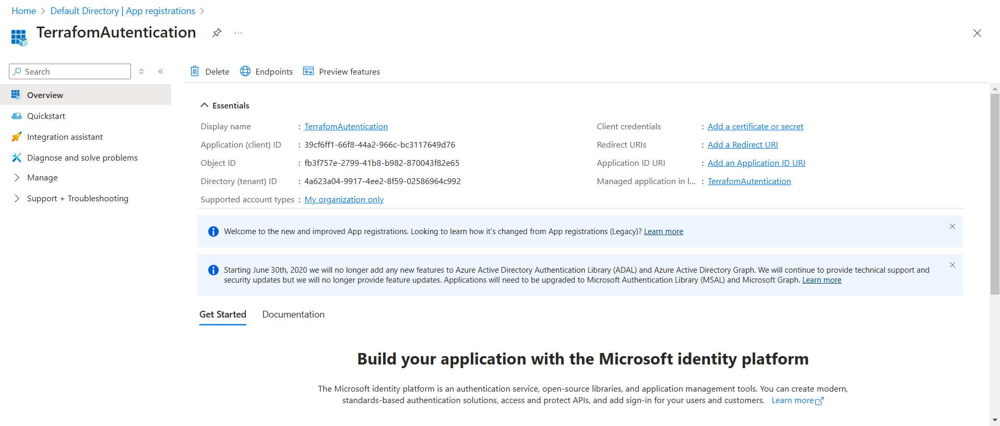 Home > Default Directory | App registrations >
TerrafomAutentication
Search
Overview
Quickstart
Integration assistant
Diagnose and solve problems
Manage
Support + Troubleshooting
Delete Endpoints Preview features
Essentials
Display name : TerrafomAutentication
Application (client) ID : 39cf6ff1-66f8-44a2-966c-bc3117649d76
Object ID : fb3f757e-2799-41b8-b982-870043f82e65
Directory (tenant) ID : 4a623a04-9917-4ee2-8f59-02586964c992
Supported account types : My organization only
Client credentials : Add a certificate or secret
Redirect URIs : Add a Redirect URI
Application ID URI : Add an Application ID URI
Managed application in l... : TerrafomAutentication
Welcome to the new and improved App registrations. Looking to learn how it's changed from App registrations (Legacy)? Learn more
Starting June 30th, 2020 we will no longer add any new features to Azure Active Directory Authentication Library (ADAL) and Azure Active Directory Graph. We will continue to provide technical support and
security updates but we will no longer provide feature updates. Applications will need to be upgraded to Microsoft Authentication Library (MSAL) and Microsoft Graph. Learn more
Get Started Documentation
Build your application with the Microsoft identity platform
The Microsoft identity platform is an authentication service, open-source libraries, and application management tools. You can create modern,
standards-based authentication solutions, access and protect APIs, and add sign-in for your users and customers. Learn more